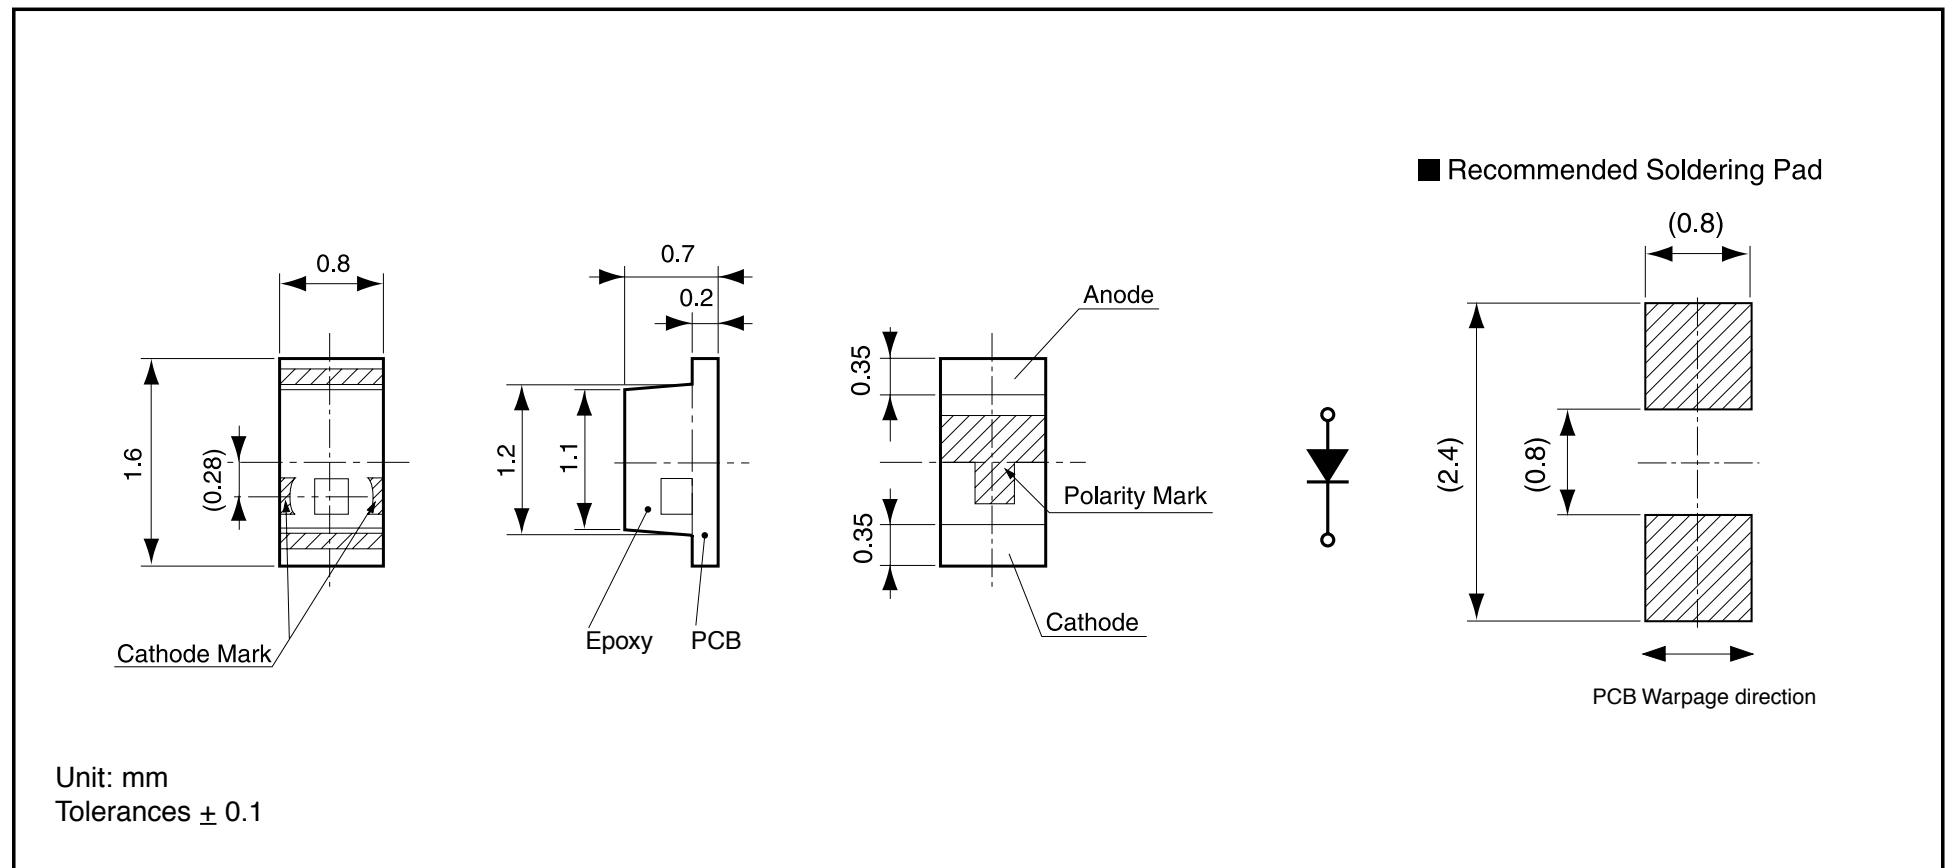 ■ Recommended Soldering Pad
0.8
1.6
(0.28)
Cathode Mark
0.7
0.2
1.2
1.1
Epoxy
PCB
0.35
0.35
Anode
Polarity Mark
Cathode
(0.8)
(2.4)
(0.8)
PCB Warpage direction
Unit: mm
Tolerances ± 0.1